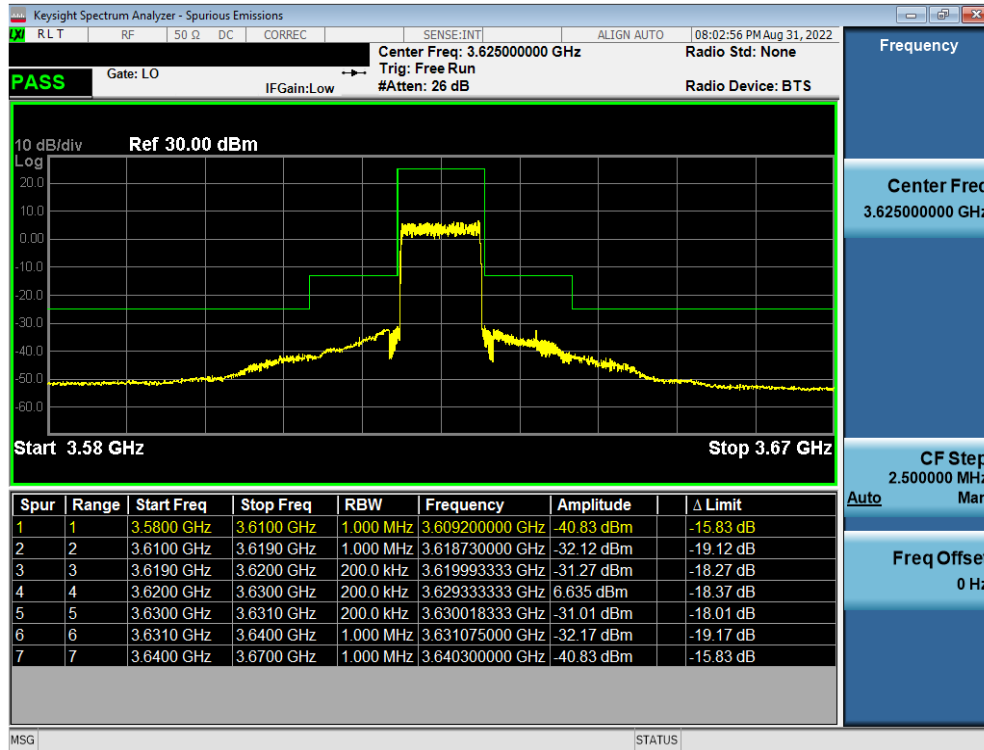 Keysight Spectrum Analyzer - Spurious Emissions
LXI RLT RF 50 Ω DC CORREC SENSE:INT ALIGN AUTO 08:02:56 PM Aug 31, 2022
Center Freq: 3.625000000 GHz Radio Std: None
Gate: LO Trig: Free Run
PASS IFGain:Low #Atten: 26 dB Radio Device: BTS
10 dB/div Ref 30.00 dBm
Log
20.0
10.0
0.00
-10.0
-20.0
-30.0
-40.0
-50.0
-60.0
Start 3.58 GHz Stop 3.67 GHz
Spur Range Start Freq Stop Freq RBW Frequency Amplitude Δ Limit
1 1 3.5800 GHz 3.6100 GHz 1.000 MHz 3.609200000 GHz -40.83 dBm -15.83 dB
2 2 3.6100 GHz 3.6190 GHz 1.000 MHz 3.618730000 GHz -32.12 dBm -19.12 dB
3 3 3.6190 GHz 3.6200 GHz 200.0 kHz 3.619993333 GHz -31.27 dBm -18.27 dB
4 4 3.6200 GHz 3.6300 GHz 200.0 kHz 3.629333333 GHz 6.635 dBm -18.37 dB
5 5 3.6300 GHz 3.6310 GHz 200.0 kHz 3.630018333 GHz -31.01 dBm -18.01 dB
6 6 3.6310 GHz 3.6400 GHz 1.000 MHz 3.631075000 GHz -32.17 dBm -19.17 dB
7 7 3.6400 GHz 3.6700 GHz 1.000 MHz 3.640300000 GHz -40.83 dBm -15.83 dB
MSG STATUS
Frequency
Center Freq
3.625000000 GHz
CF Step
2.500000 MHz
Auto Man
Freq Offset
0 Hz